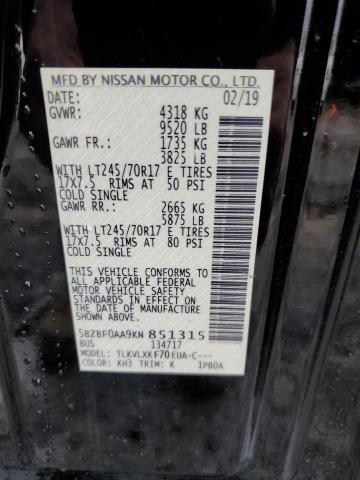 MFD BY NISSAN MOTOR CO., LTD.
DATE: 02/19
GVWR: 4318 KG
9520 LB
GAWR FR: 1735 KG
3825 LB
WITH LT245/70R17 E TIRES
17X7.5 RIMS AT 50 PSI
COLD SINGLE
GAWR RR: 2665 KG
5875 LB
WITH LT245/70R17 E TIRES
17X7.5 RIMS AT 80 PSI
COLD SINGLE
THIS VEHICLE CONFORMS TO
ALL APPLICABLE FEDERAL
MOTOR VEHICLE SAFETY
STANDARDS IN EFFECT ON
THE DATE OF MANUFACTURE
SHOWN ABOVE.
5BZBF0AA9KN851315
BUS 134717
MODEL: TLKVLXKF70EUA-C---
COLOR: KH3 TRIM: K IPBOA